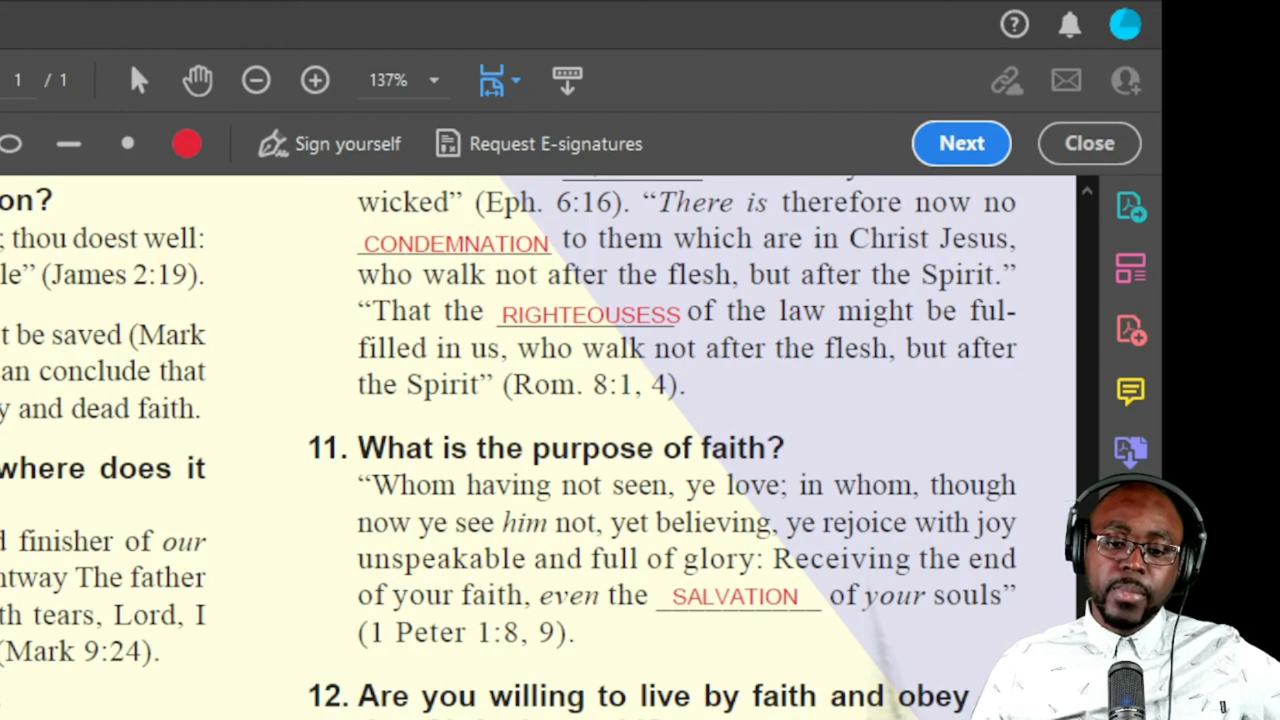 1 / 1
137%
Sign yourself
Request E-signatures
Next
Close
on?
; thou doest well:
le” (James 2:19).
t be saved (Mark
an conclude that
y and dead faith.
where does it
d finisher of our
ntway The father
th tears, Lord, I
(Mark 9:24).
wicked” (Eph. 6:16). “There is therefore now no
CONDEMNATION to them which are in Christ Jesus,
who walk not after the flesh, but after the Spirit.”
“That the RIGHTEOUSESS of the law might be ful-
filled in us, who walk not after the flesh, but after
the Spirit” (Rom. 8:1, 4).
11. What is the purpose of faith?
“Whom having not seen, ye love; in whom, though
now ye see him not, yet believing, ye rejoice with joy
unspeakable and full of glory: Receiving the end
of your faith, even the SALVATION of your souls”
(1 Peter 1:8, 9).
12. Are you willing to live by faith and obey